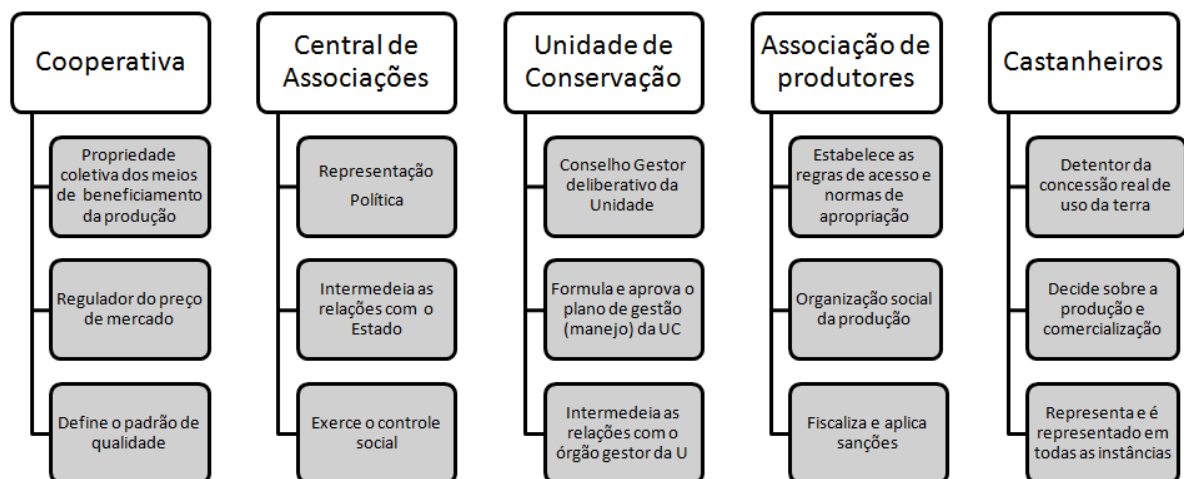 Cooperativa
Propriedade
coletiva dos meios
de beneficiamento
da produção
Regulador do preço
de mercado
Define o padrão de
qualidade
Central de
Associações
Representação
Política
Intermedeia as
relações com o
Estado
Exerce o controle
social
Unidade de
Conservação
Conselho Gestor
deliberativo da
Unidade
Formula e aprova o
plano de gestão
(manejo) da UC
Intermedeia as
relações com o
órgão gestor da U
Associação de
produtores
Estabelece as
regras de acesso e
normas de
apropriação
Organização social
da produção
Fiscaliza e aplica
sanções
Castanheiros
Detentor da
concessão real de
uso da terra
Decide sobre a
produção e
comercialização
Representa e é
representado em
todas as instâncias